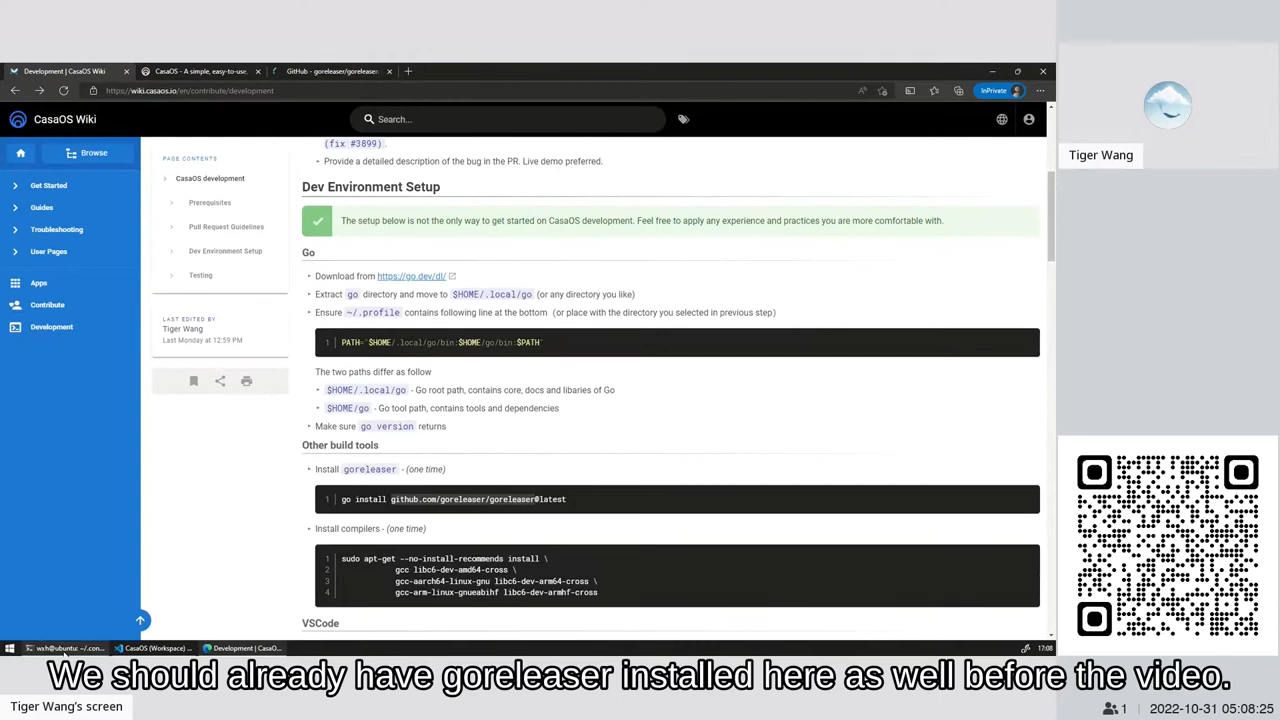 Development | CasaOS Wiki
CasaOS - A simple, easy-to-use,
GitHub - goreleaser/goreleaser:
https://wiki.casaos.io/en/contribute/development
InPrivate
CasaOS Wiki
Search...
Browse
Get Started
Guides
Troubleshooting
User Pages
Apps
Contribute
Development
PAGE CONTENTS
CasaOS development
Prerequisites
Pull Request Guidelines
Dev Environment Setup
Testing
LAST EDITED BY
Tiger Wang
Last Monday at 12:59 PM
(fix #3899).
Provide a detailed description of the bug in the PR. Live demo preferred.
Dev Environment Setup
The setup below is not the only way to get started on CasaOS development. Feel free to apply any experience and practices you are more comfortable with.
Go
Download from https://go.dev/dl/
Extract go directory and move to $HOME/.local/go (or any directory you like)
Ensure ~/.profile contains following line at the bottom (or place with the directory you selected in previous step)
1 PATH="$HOME/.local/go/bin:$HOME/go/bin:$PATH"
The two paths differ as follow
$HOME/.local/go - Go root path, contains core, docs and libaries of Go
$HOME/go - Go tool path, contains tools and dependencies
Make sure go version returns
Other build tools
Install goreleaser - (one time)
1 go install github.com/goreleaser/goreleaser@latest
Install compilers - (one time)
1 sudo apt-get --no-install-recommends install \
2 gcc libc6-dev-amd64-cross \
3 gcc-aarch64-linux-gnu libc6-dev-arm64-cross \
4 gcc-arm-linux-gnueabihf libc6-dev-armhf-cross
VSCode
wxh@ubuntu: ~/.con...
CasaOS (Workspace) ...
Development | CasaO...
17:08
We should already have goreleaser installed here as well before the video.
Tiger Wang's screen
Tiger Wang
1
2022-10-31 05:08:25